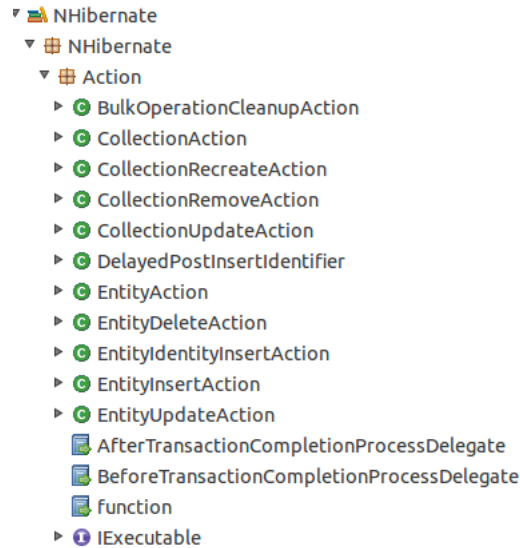 NHibernate
NHibernate
Action
BulkOperationCleanupAction
CollectionAction
CollectionRecreateAction
CollectionRemoveAction
CollectionUpdateAction
DelayedPostInsertIdentifier
EntityAction
EntityDeleteAction
EntityIdentityInsertAction
EntityInsertAction
EntityUpdateAction
AfterTransactionCompletionProcessDelegate
BeforeTransactionCompletionProcessDelegate
function
IExecutable